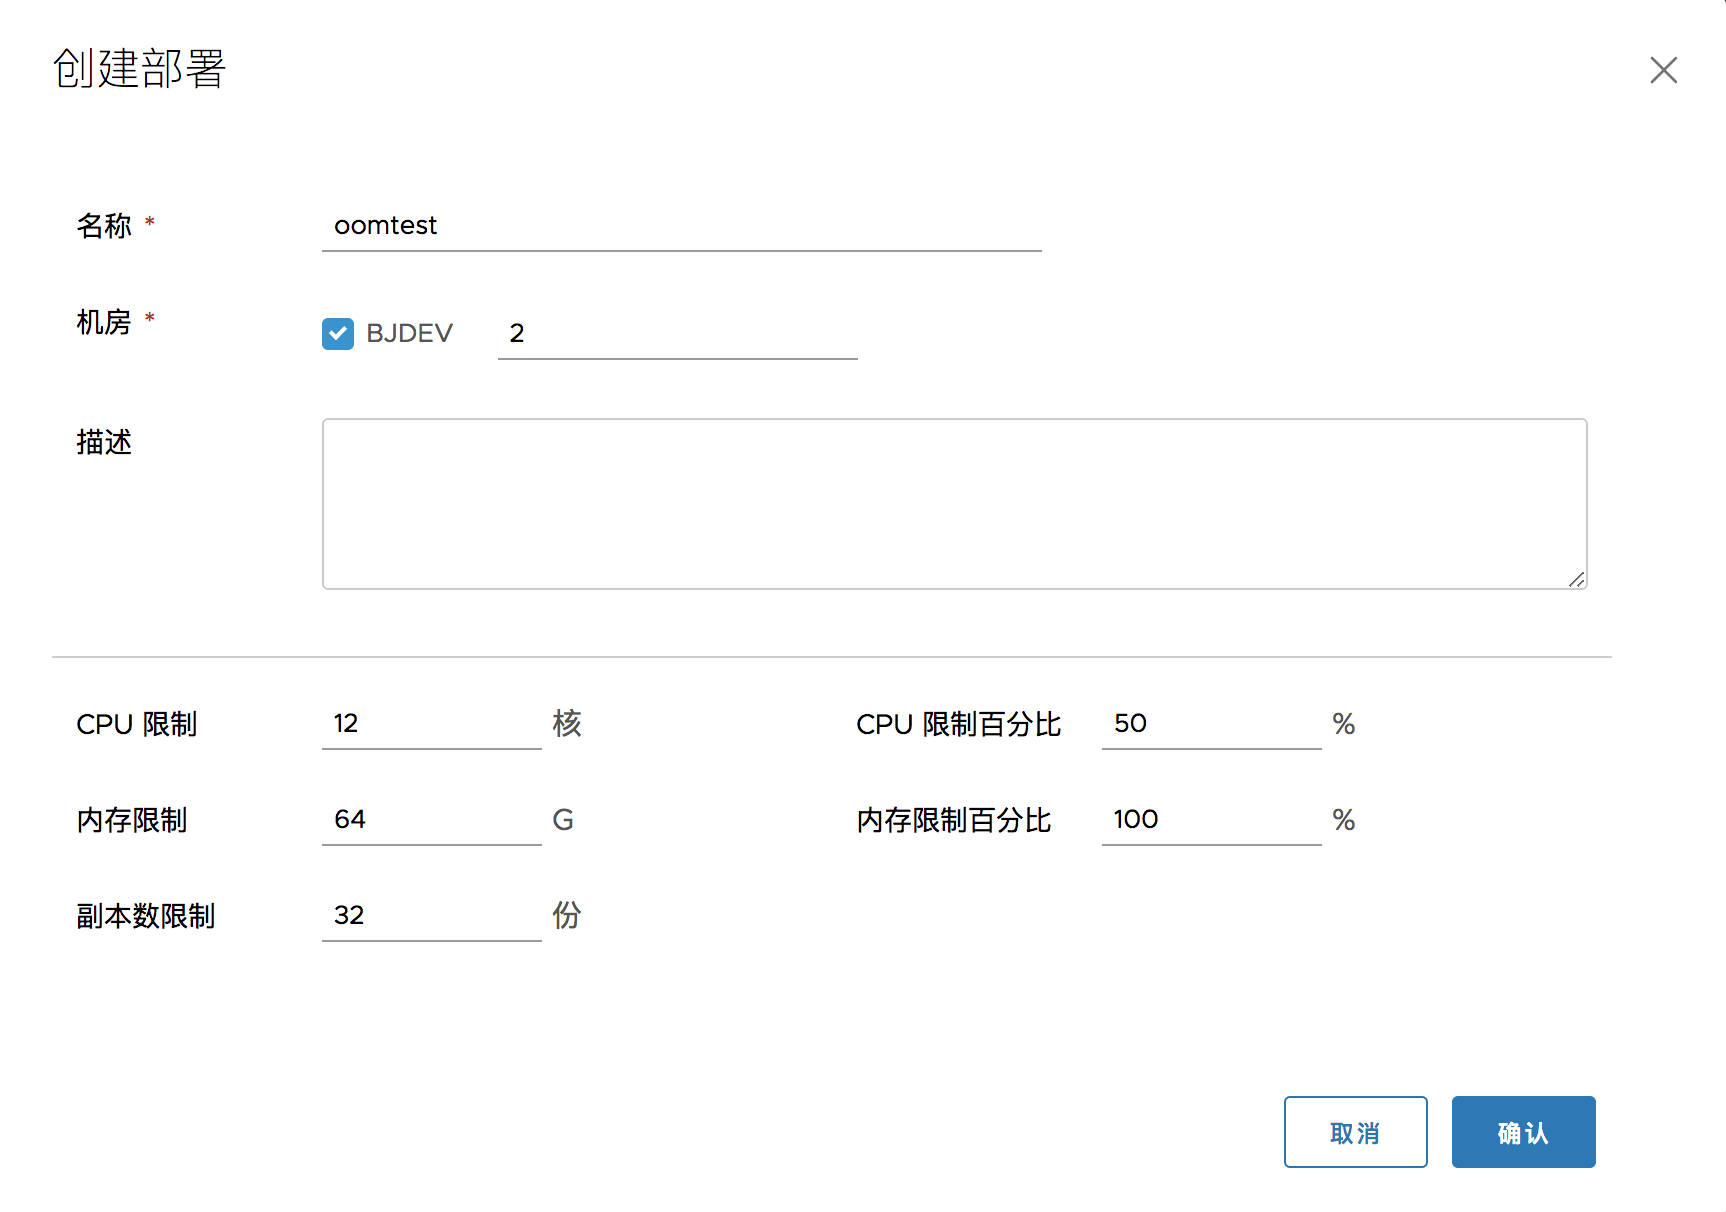 创建部署
名称 * oomtest
机房 * BJDEV 2
描述
CPU 限制 12 核 CPU 限制百分比 50 %
内存限制 64 G 内存限制百分比 100 %
副本数限制 32 份
取消 确认